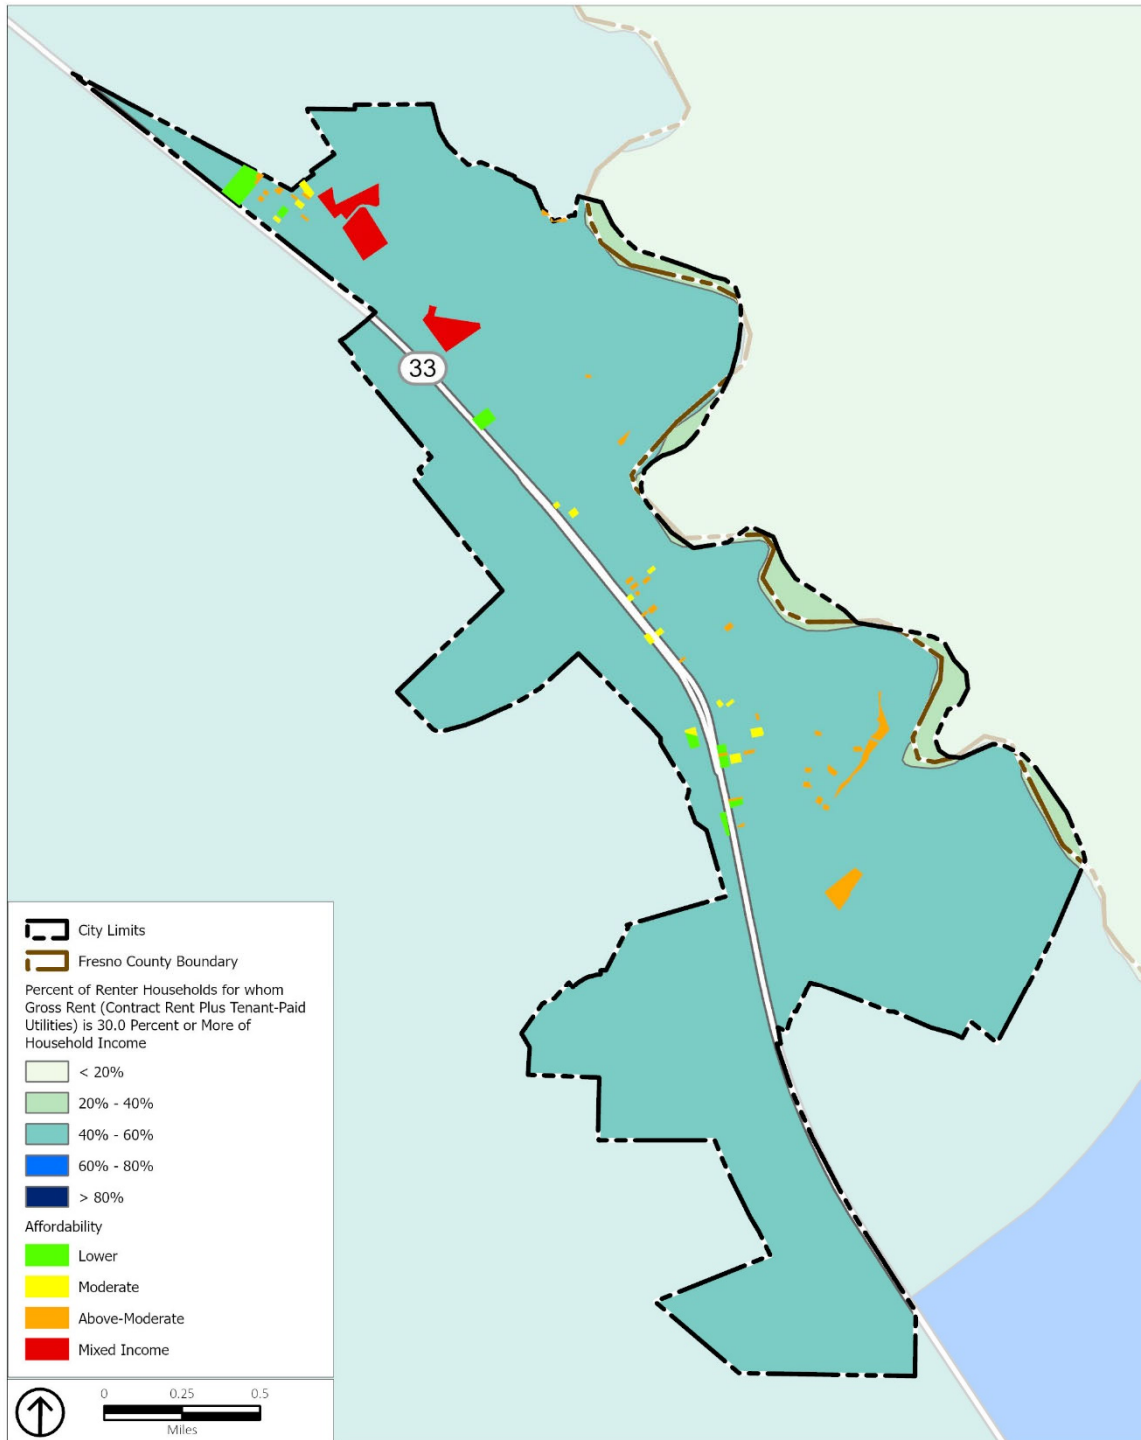 33
City Limits
Fresno County Boundary
Percent of Renter Households for whom
Gross Rent (Contract Rent Plus Tenant-Paid
Utilities) is 30.0 Percent or More of
Household Income
< 20%
20% - 40%
40% - 60%
60% - 80%
> 80%
Affordability
Lower
Moderate
Above-Moderate
Mixed Income
0 0.25 0.5
Miles